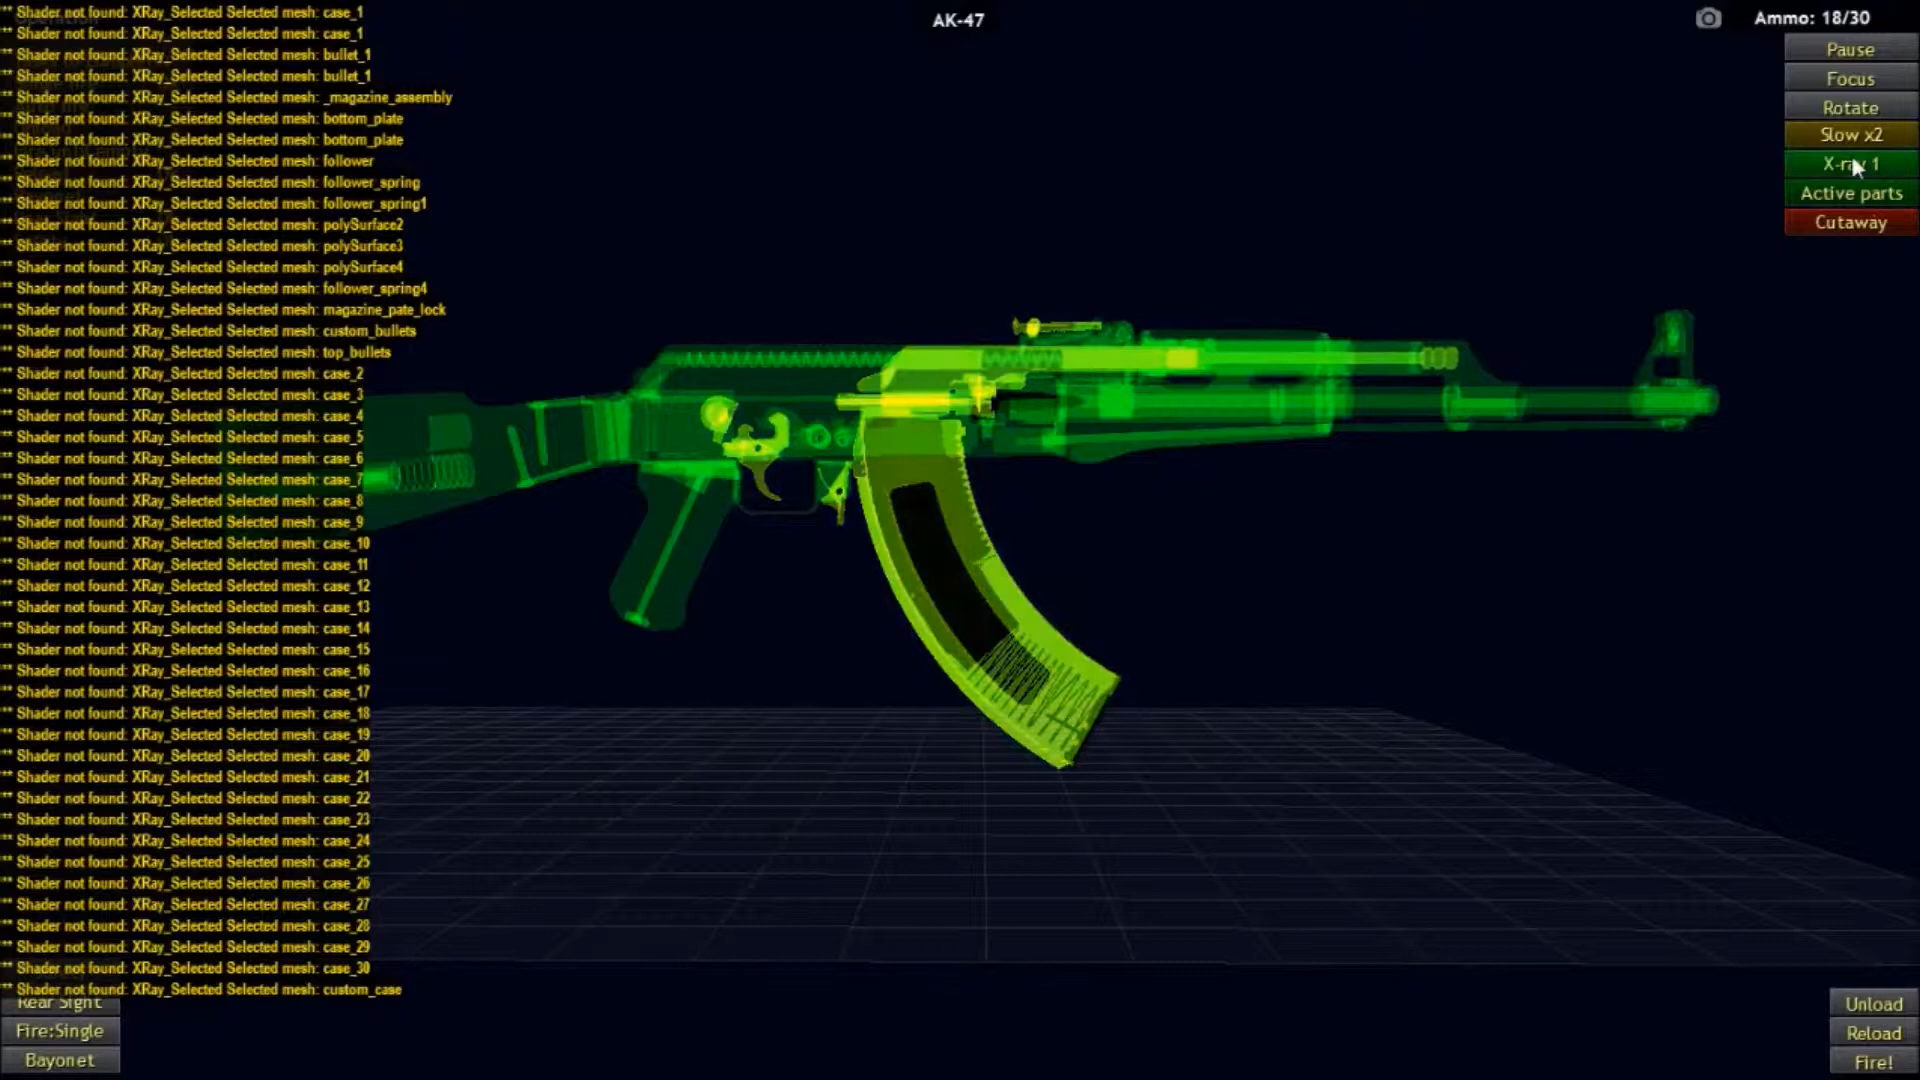 ** Shader not found: XRay_Selected Selected mesh: case_1
** Shader not found: XRay_Selected Selected mesh: case_1
** Shader not found: XRay_Selected Selected mesh: bullet_1
** Shader not found: XRay_Selected Selected mesh: bullet_1
** Shader not found: XRay_Selected Selected mesh: _magazine_assembly
** Shader not found: XRay_Selected Selected mesh: bottom_plate
** Shader not found: XRay_Selected Selected mesh: bottom_plate
** Shader not found: XRay_Selected Selected mesh: follower
** Shader not found: XRay_Selected Selected mesh: follower_spring
** Shader not found: XRay_Selected Selected mesh: follower_spring1
** Shader not found: XRay_Selected Selected mesh: polySurface2
** Shader not found: XRay_Selected Selected mesh: polySurface3
** Shader not found: XRay_Selected Selected mesh: polySurface4
** Shader not found: XRay_Selected Selected mesh: follower_spring4
** Shader not found: XRay_Selected Selected mesh: magazine_pate_lock
** Shader not found: XRay_Selected Selected mesh: custom_bullets
** Shader not found: XRay_Selected Selected mesh: top_bullets
** Shader not found: XRay_Selected Selected mesh: case_2
** Shader not found: XRay_Selected Selected mesh: case_3
** Shader not found: XRay_Selected Selected mesh: case_4
** Shader not found: XRay_Selected Selected mesh: case_5
** Shader not found: XRay_Selected Selected mesh: case_6
** Shader not found: XRay_Selected Selected mesh: case_7
** Shader not found: XRay_Selected Selected mesh: case_8
** Shader not found: XRay_Selected Selected mesh: case_9
** Shader not found: XRay_Selected Selected mesh: case_10
** Shader not found: XRay_Selected Selected mesh: case_11
** Shader not found: XRay_Selected Selected mesh: case_12
** Shader not found: XRay_Selected Selected mesh: case_13
** Shader not found: XRay_Selected Selected mesh: case_14
** Shader not found: XRay_Selected Selected mesh: case_15
** Shader not found: XRay_Selected Selected mesh: case_16
** Shader not found: XRay_Selected Selected mesh: case_17
** Shader not found: XRay_Selected Selected mesh: case_18
** Shader not found: XRay_Selected Selected mesh: case_19
** Shader not found: XRay_Selected Selected mesh: case_20
** Shader not found: XRay_Selected Selected mesh: case_21
** Shader not found: XRay_Selected Selected mesh: case_22
** Shader not found: XRay_Selected Selected mesh: case_23
** Shader not found: XRay_Selected Selected mesh: case_24
** Shader not found: XRay_Selected Selected mesh: case_25
** Shader not found: XRay_Selected Selected mesh: case_26
** Shader not found: XRay_Selected Selected mesh: case_27
** Shader not found: XRay_Selected Selected mesh: case_28
** Shader not found: XRay_Selected Selected mesh: case_29
** Shader not found: XRay_Selected Selected mesh: case_30
** Shader not found: XRay_Selected Selected mesh: custom_case
Rear Sight
Fire:Single
Bayonet
AK-47
Ammo: 18/30
Pause
Focus
Rotate
Slow x2
X-ray 1
Active parts
Cutaway
Unload
Reload
Fire!